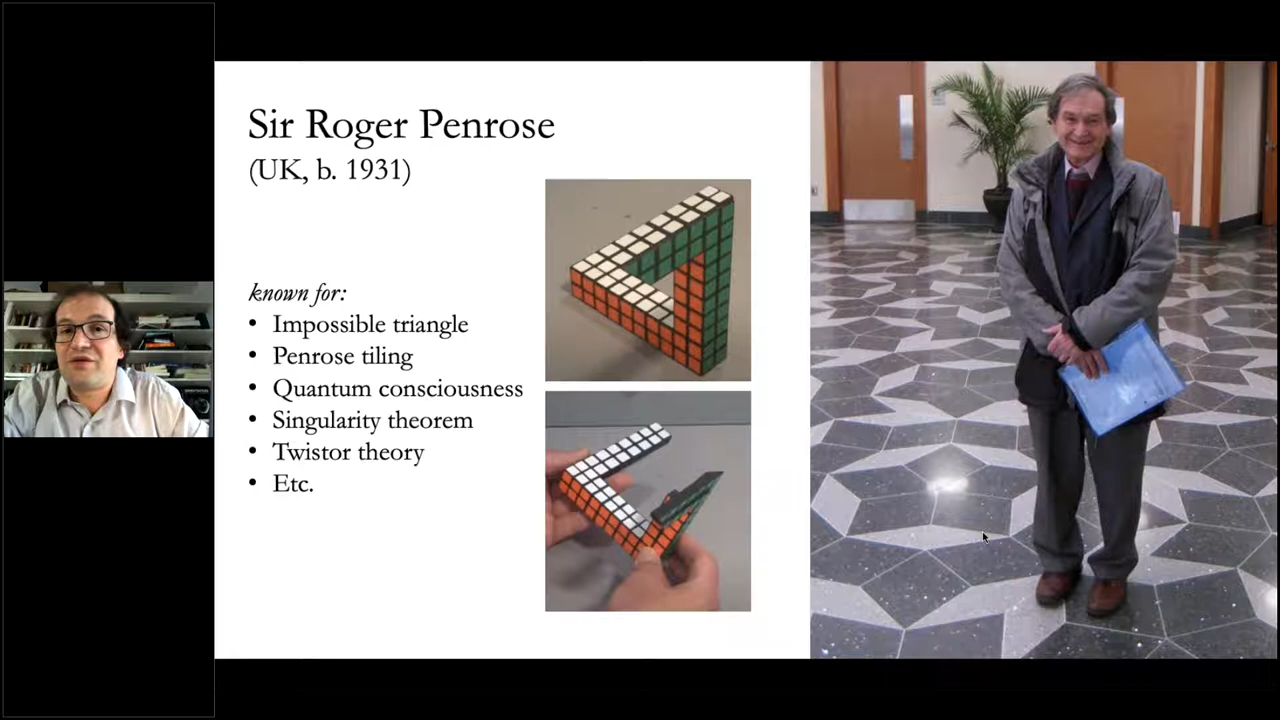 Sir Roger Penrose
(UK, b. 1931)
known for:
• Impossible triangle
• Penrose tiling
• Quantum consciousness
• Singularity theorem
• Twistor theory
• Etc.